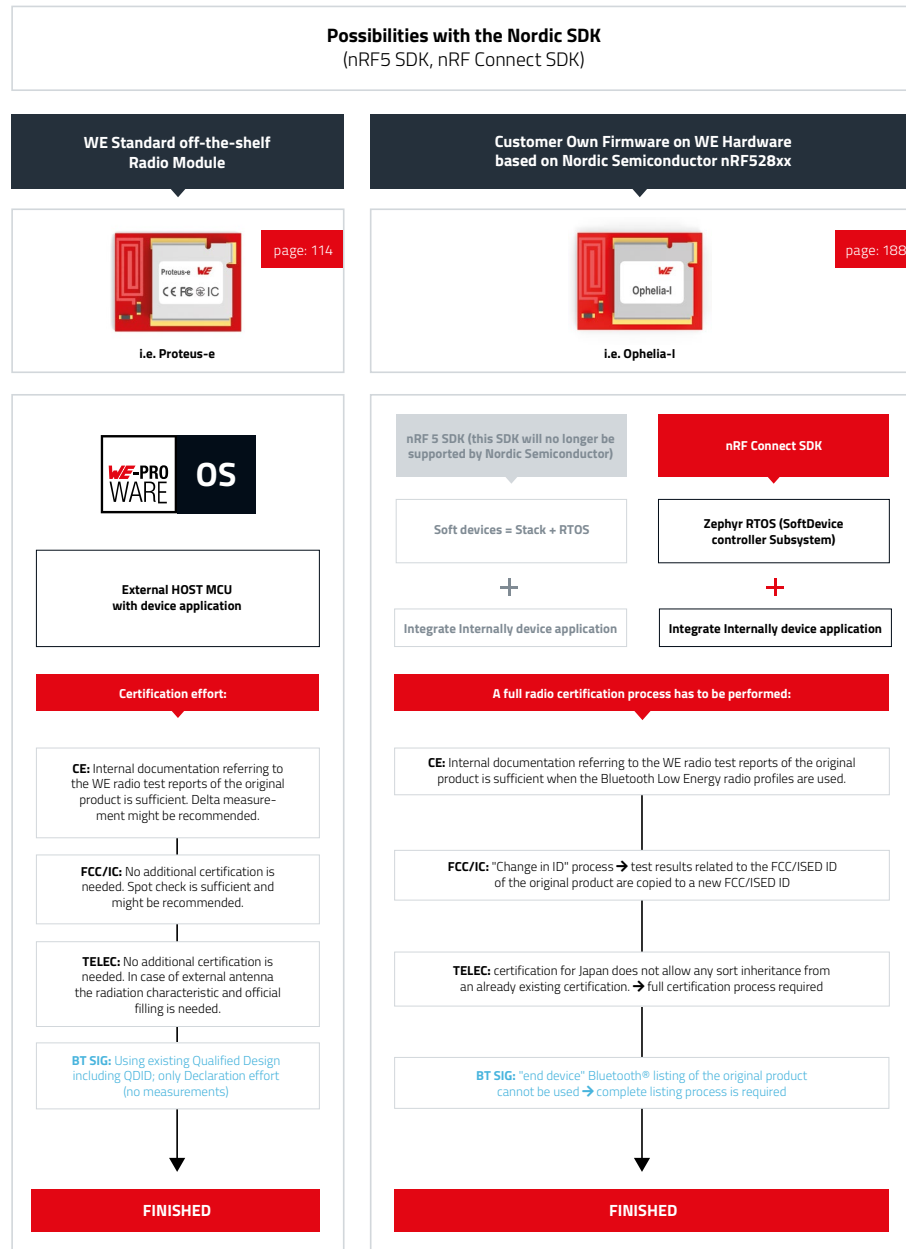 Possibilities with the Nordic SDK
(nRF5 SDK, nRF Connect SDK)
WE Standard off-the-shelf
Radio Module
page: 114
Proteus-e WE
CE FC IC
i.e. Proteus-e
WE-PRO
WARE
OS
External HOST MCU
with device application
Certification effort:
CE: Internal documentation referring to
the WE radio test reports of the original
product is sufficient. Delta measure-
ment might be recommended.
FCC/IC: No additional certification is
needed. Spot check is sufficient and
might be recommended.
TELEC: No additional certification is
needed. In case of external antenna
the radiation characteristic and official
filling is needed.
BT SIG: Using existing Qualified Design
including QDID; only Declaration effort
(no measurements)
FINISHED
Customer Own Firmware on WE Hardware
based on Nordic Semiconductor nRF528xx
page: 188
WE
Ophelia-I
i.e. Ophelia-I
nRF 5 SDK (this SDK will no longer be
supported by Nordic Semiconductor)
Soft devices = Stack + RTOS
+
Integrate Internally device application
nRF Connect SDK
Zephyr RTOS (SoftDevice
controller Subsystem)
+
Integrate Internally device application
A full radio certification process has to be performed:
CE: Internal documentation referring to the WE radio test reports of the original
product is sufficient when the Bluetooth Low Energy radio profiles are used.
FCC/IC: "Change in ID" process → test results related to the FCC/ISED ID
of the original product are copied to a new FCC/ISED ID
TELEC: certification for Japan does not allow any sort inheritance from
an already existing certification. → full certification process required
BT SIG: "end device" Bluetooth® listing of the original product
cannot be used → complete listing process is required
FINISHED